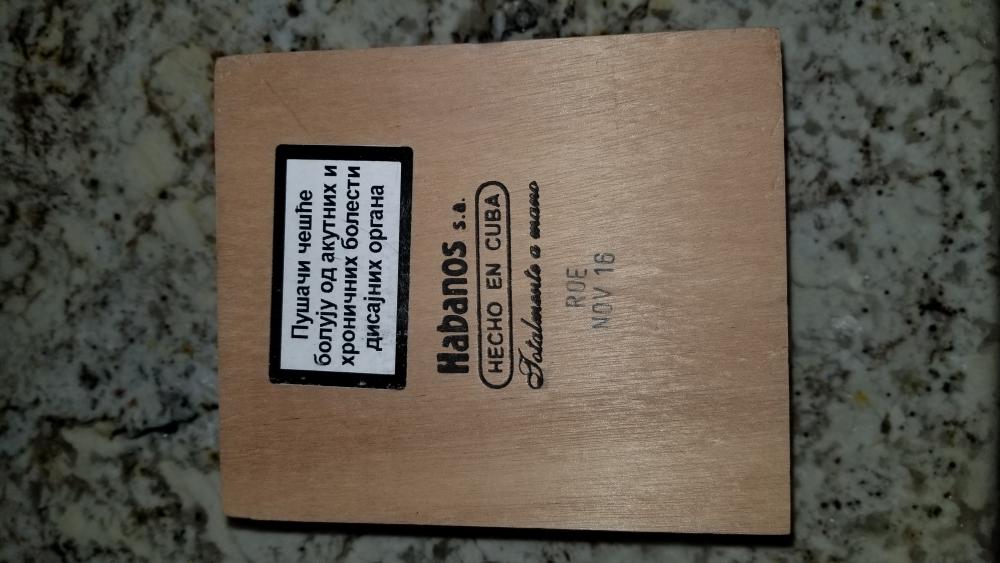 Пушачи чешће
болују од акутних и
хроничних болести
дисајних органа
Habanos s.a.
HECHO EN CUBA
Totalmente a mano
ROE
NOV 16